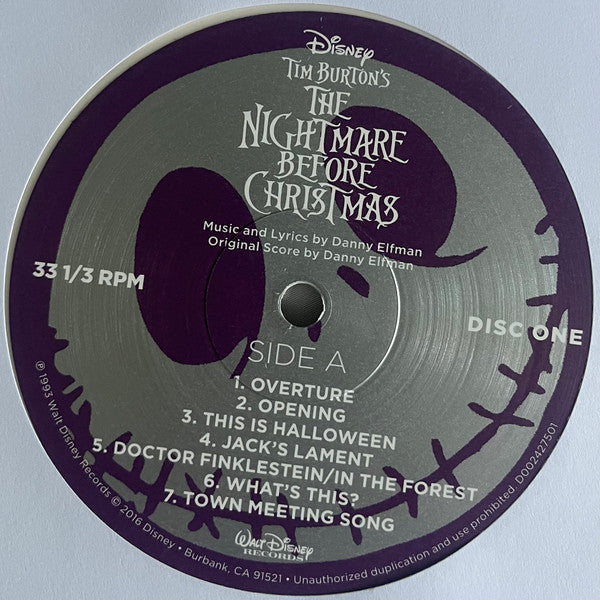 Disney
TIM BURTON'S
THE
NIGHTMARE
BEFORE
CHRISTMAS
Music and Lyrics by Danny Elfman
Original Score by Danny Elfman
33 1/3 RPM
DISC ONE
SIDE A
1. OVERTURE
2. OPENING
3. THIS IS HALLOWEEN
4. JACK'S LAMENT
5. DOCTOR FINKLESTEIN/IN THE FOREST
6. WHAT'S THIS?
7. TOWN MEETING SONG
WALT DISNEY
RECORDS
℗ 1993 Walt Disney Records © 2016 Disney • Burbank, CA 91521 • Unauthorized duplication and use prohibited. D002427501